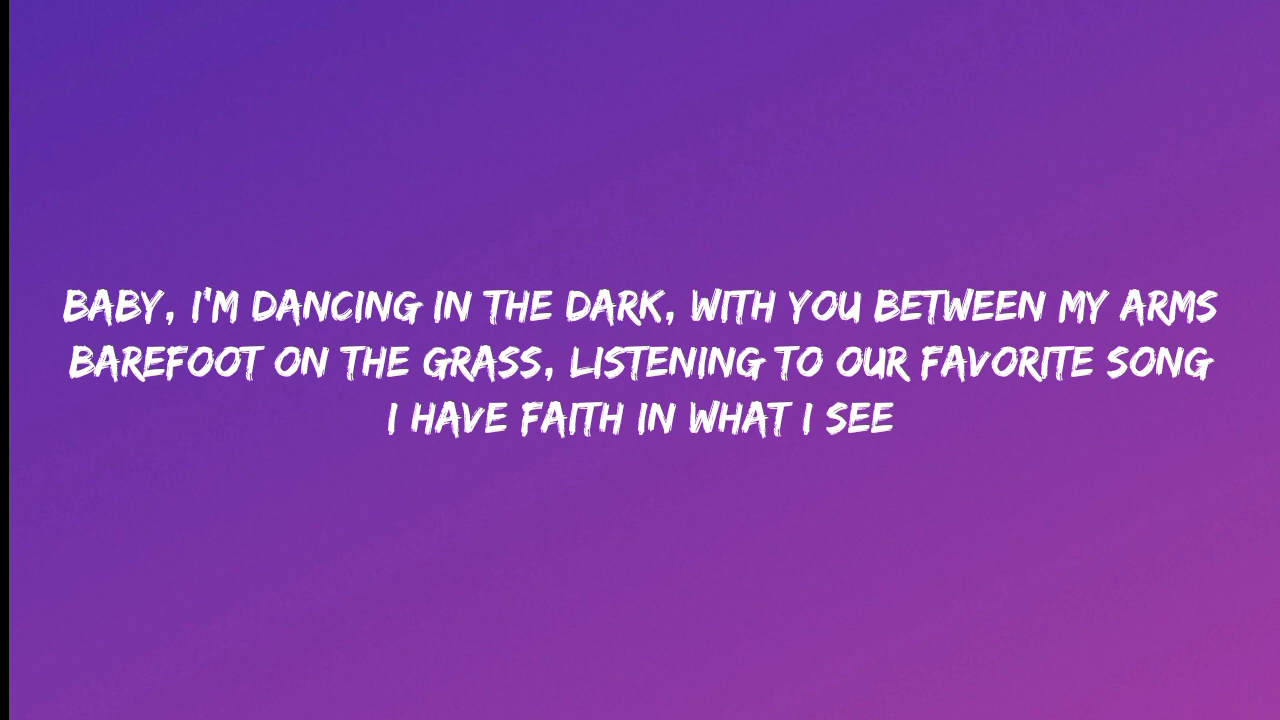 BABY, I'M DANCING IN THE DARK, WITH YOU BETWEEN MY ARMS
BAREFOOT ON THE GRASS, LISTENING TO OUR FAVORITE SONG
I HAVE FAITH IN WHAT I SEE